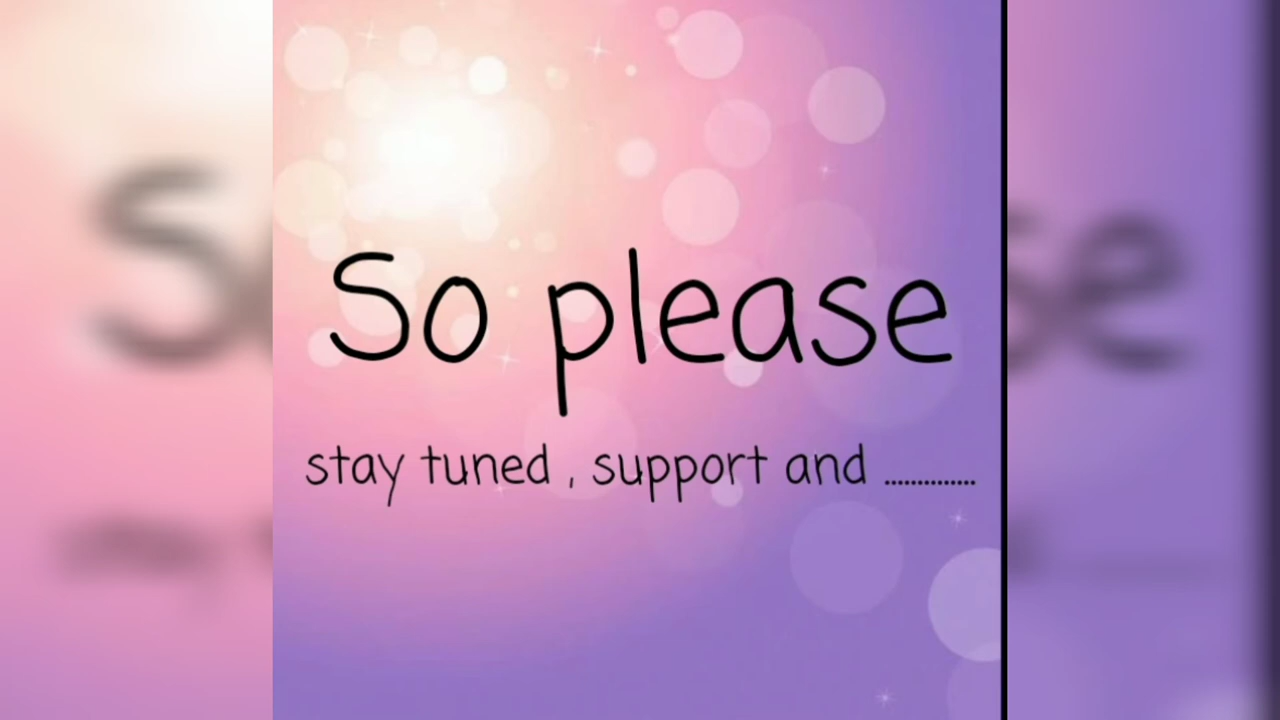 So please
stay tuned , support and ..............